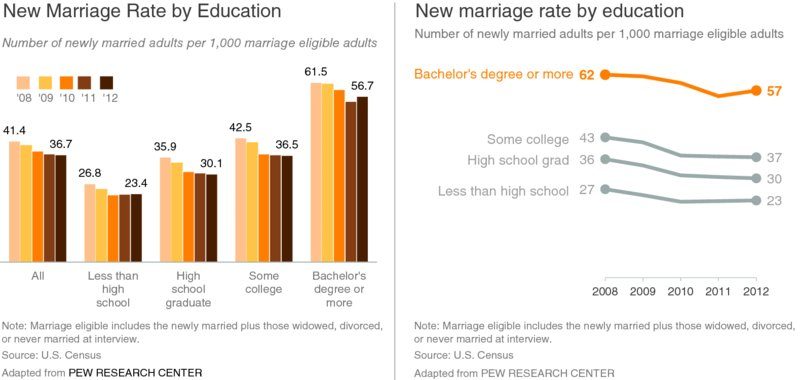 New Marriage Rate by Education
Number of newly married adults per 1,000 marriage eligible adults
'08 '09 '10 '11 '12
41.4 36.7
26.8 23.4
35.9 30.1
42.5 36.5
61.5 56.7
All
Less than high school
High school graduate
Some college
Bachelor's degree or more
Note: Marriage eligible includes the newly married plus those widowed, divorced,
or never married at interview.
Source: U.S. Census
Adapted from PEW RESEARCH CENTER
New marriage rate by education
Number of newly married adults per 1,000 marriage eligible adults
Bachelor's degree or more 62 57
Some college 43 37
High school grad 36 30
Less than high school 27 23
2008 2009 2010 2011 2012
Note: Marriage eligible includes the newly married plus those widowed, divorced,
or never married at interview.
Source: U.S. Census
Adapted from PEW RESEARCH CENTER